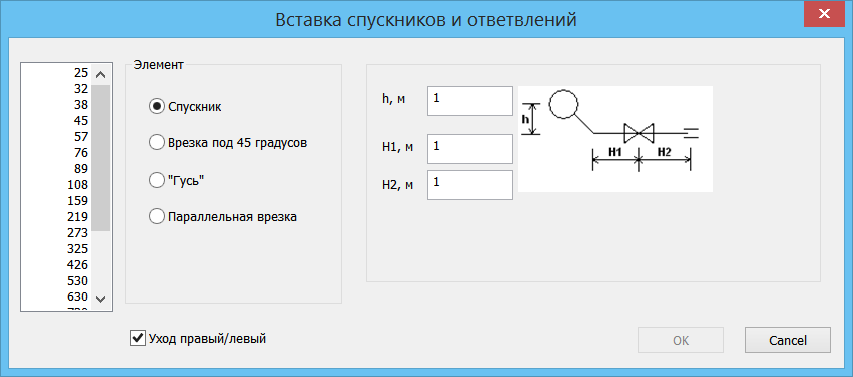 Вставка спускников и ответвлений
25
32
38
45
57
76
89
108
159
219
273
325
426
530
630
Элемент
Спускник
Врезка под 45 градусов
"Гусь"
Параллельная врезка
h, м
1
H1, м
1
H2, м
1
h
H1
H2
Уход правый/левый
OK
Cancel